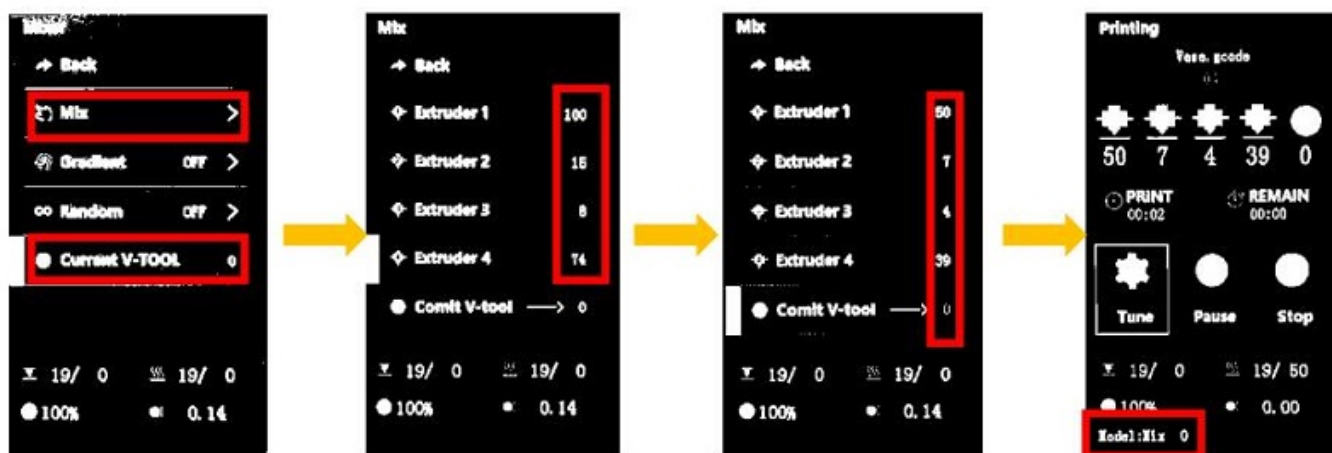 Mixer
Back
Mix >
Gradient OFF >
Random OFF >
Current V-TOOL 0
19/ 0 19/ 0
100% 0.14
Mix
Back
Extruder 1 100
Extruder 2 15
Extruder 3 8
Extruder 4 74
Comit V-tool 0
19/ 0 19/ 0
100% 0.14
Mix
Back
Extruder 1 50
Extruder 2 7
Extruder 3 4
Extruder 4 39
Comit V-tool 0
19/ 0 19/ 0
100% 0.14
Printing
Vase. gcode
50 7 4 39 0
PRINT REMAIN
00:02 00:00
Tune Pause Stop
19/ 0 19/ 50
100% 0.00
Model:Mix 0